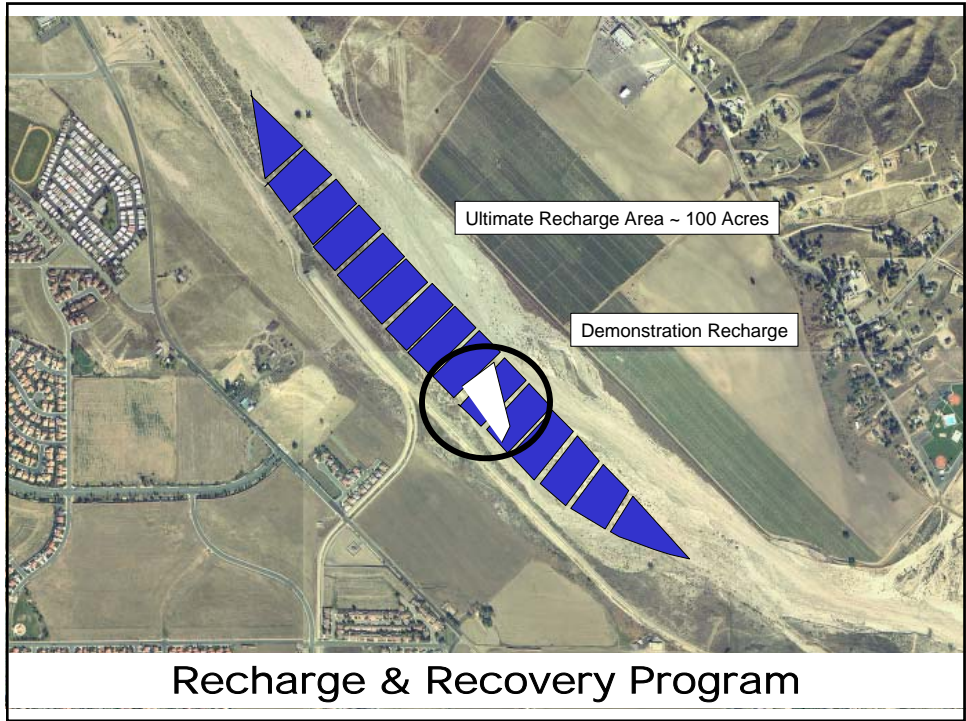 Ultimate Recharge Area ~ 100 Acres
Demonstration Recharge
Recharge & Recovery Program